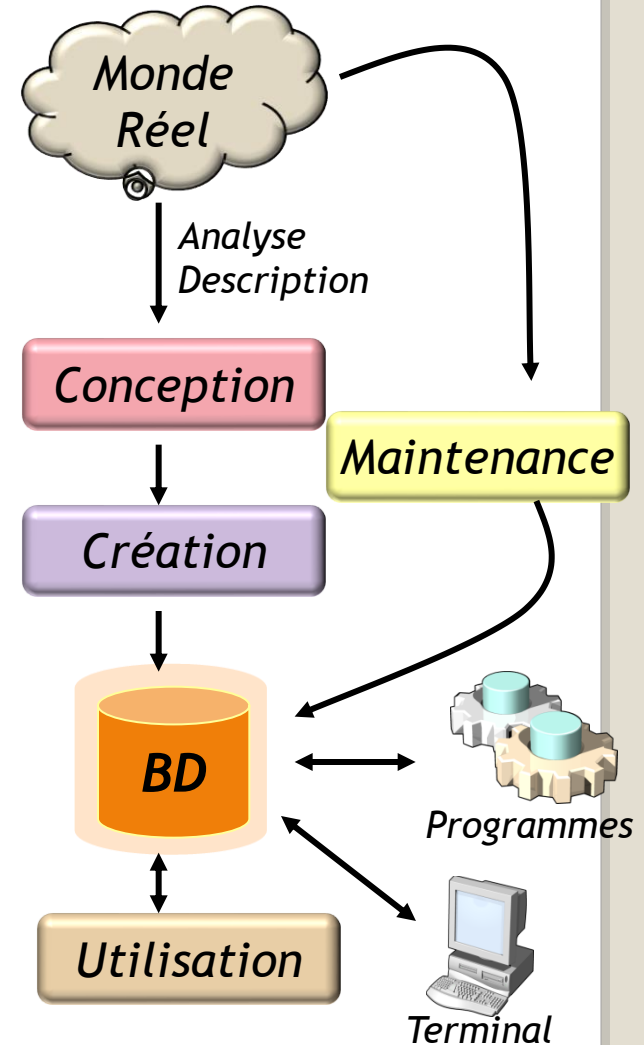 Monde
Réel
Analyse
Description
Conception
Maintenance
Création
BD
Programmes
Utilisation
Terminal